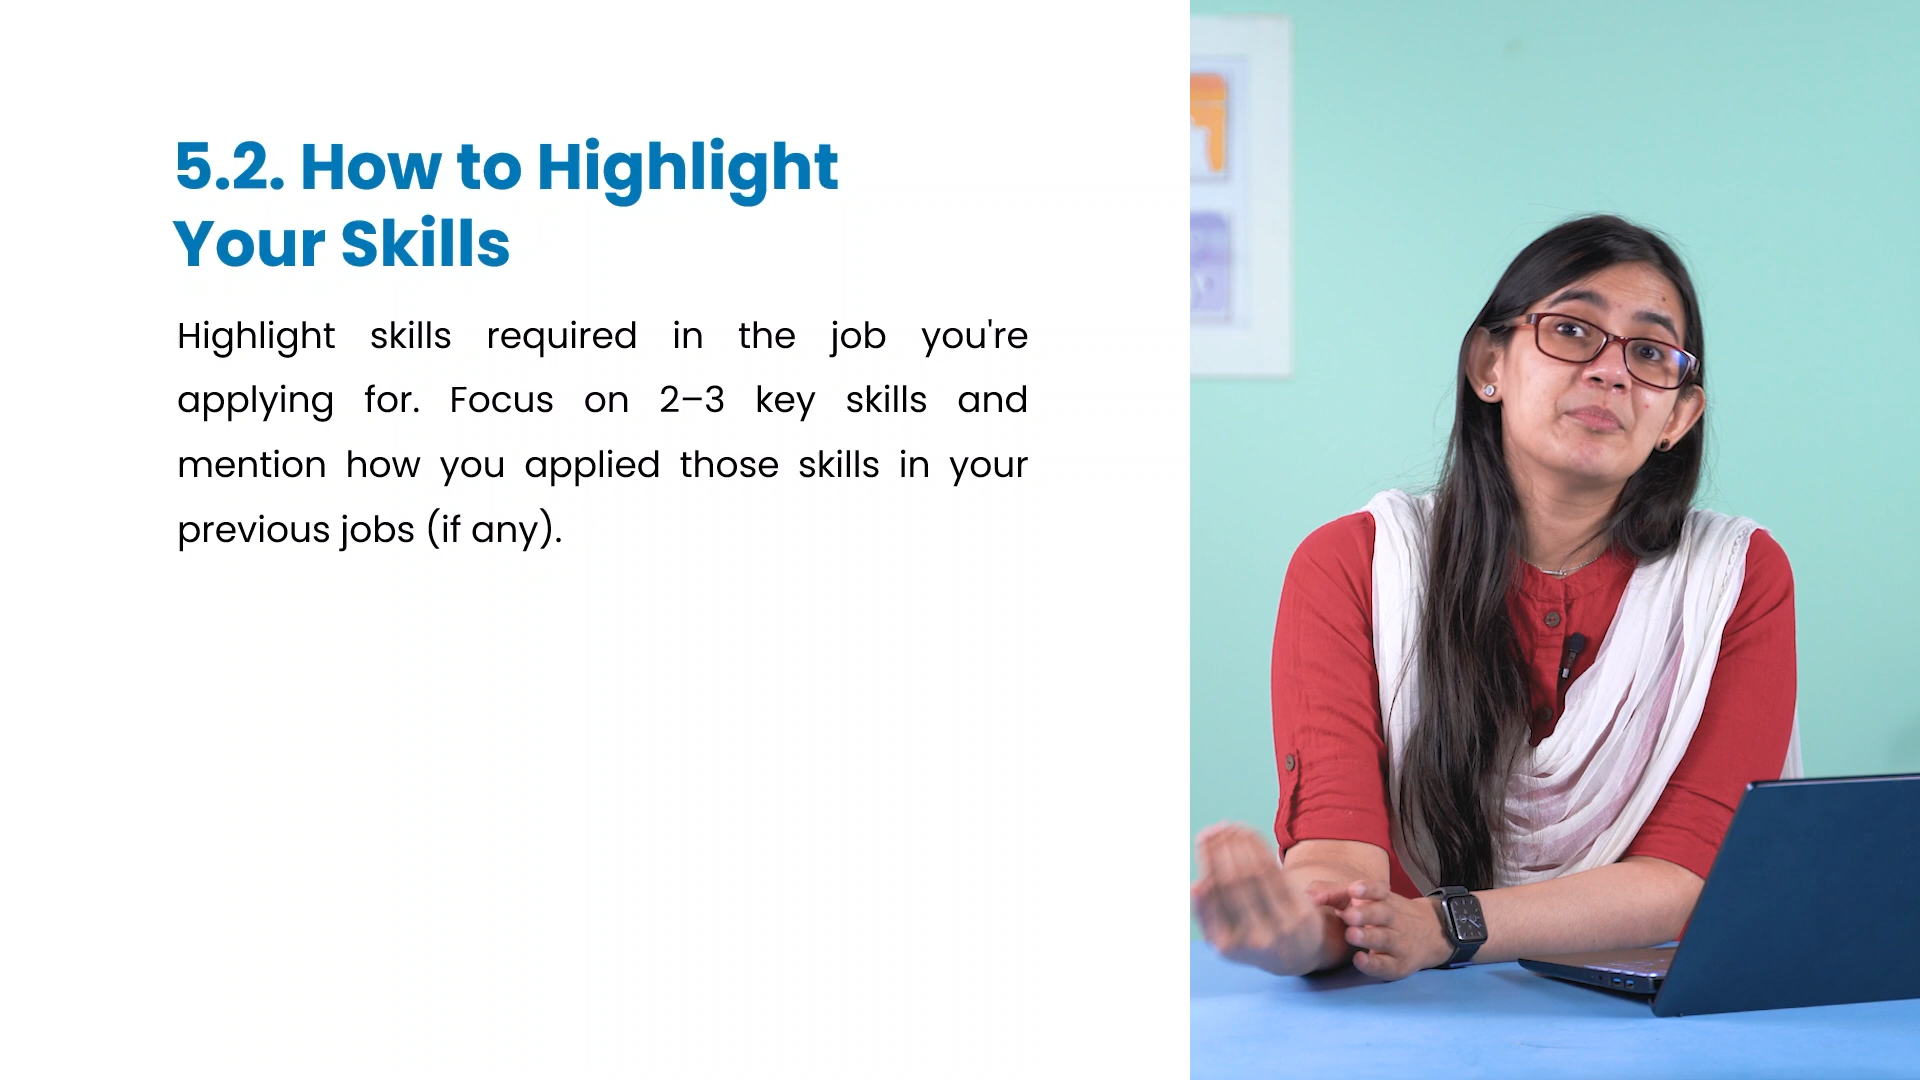 5.2. How to Highlight
Your Skills
Highlight skills required in the job you're
applying for. Focus on 2–3 key skills and
mention how you applied those skills in your
previous jobs (if any).